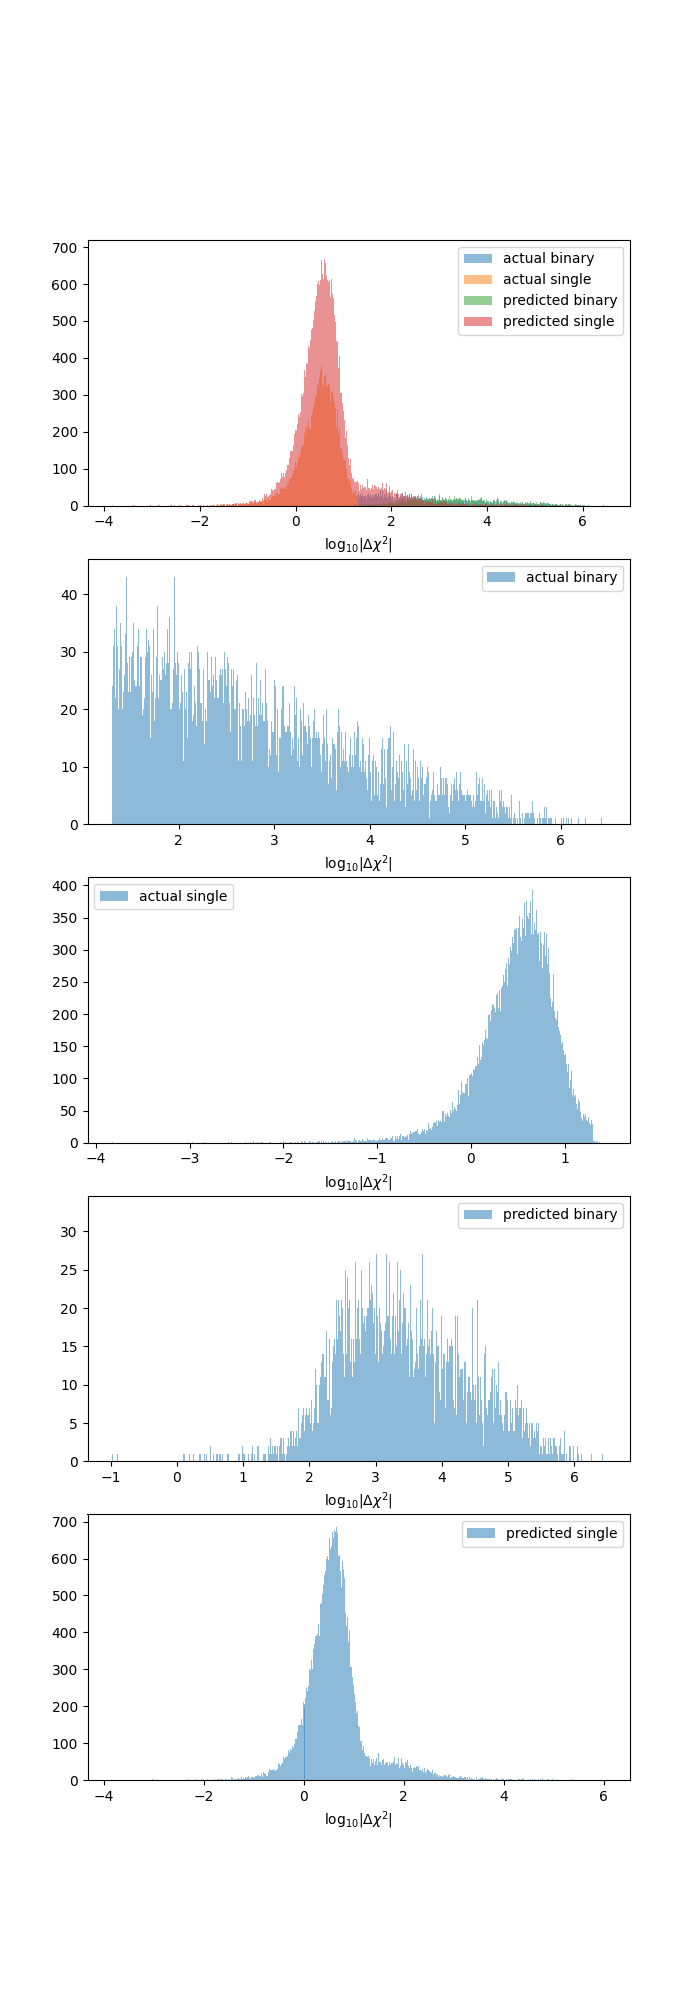 700
600
500
400
300
200
100
0
actual binary
actual single
predicted binary
predicted single
−4 −2 0 2 4 6
log₁₀|Δχ²|
40
30
20
10
0
actual binary
2 3 4 5 6
log₁₀|Δχ²|
400
350
300
250
200
150
100
50
0
actual single
−4 −3 −2 −1 0 1
log₁₀|Δχ²|
30
25
20
15
10
5
0
predicted binary
−1 0 1 2 3 4 5 6
log₁₀|Δχ²|
700
600
500
400
300
200
100
0
predicted single
−4 −2 0 2 4 6
log₁₀|Δχ²|